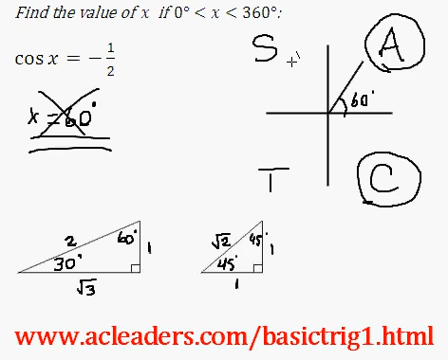 Find the value of x if 0° < x < 360°:
cos x = - 1/2
x = 60°
S
A
60°
T
C
2
60°
30°
1
√3
√2
45°
45°
1
1
www.acleaders.com/basictrig1.html